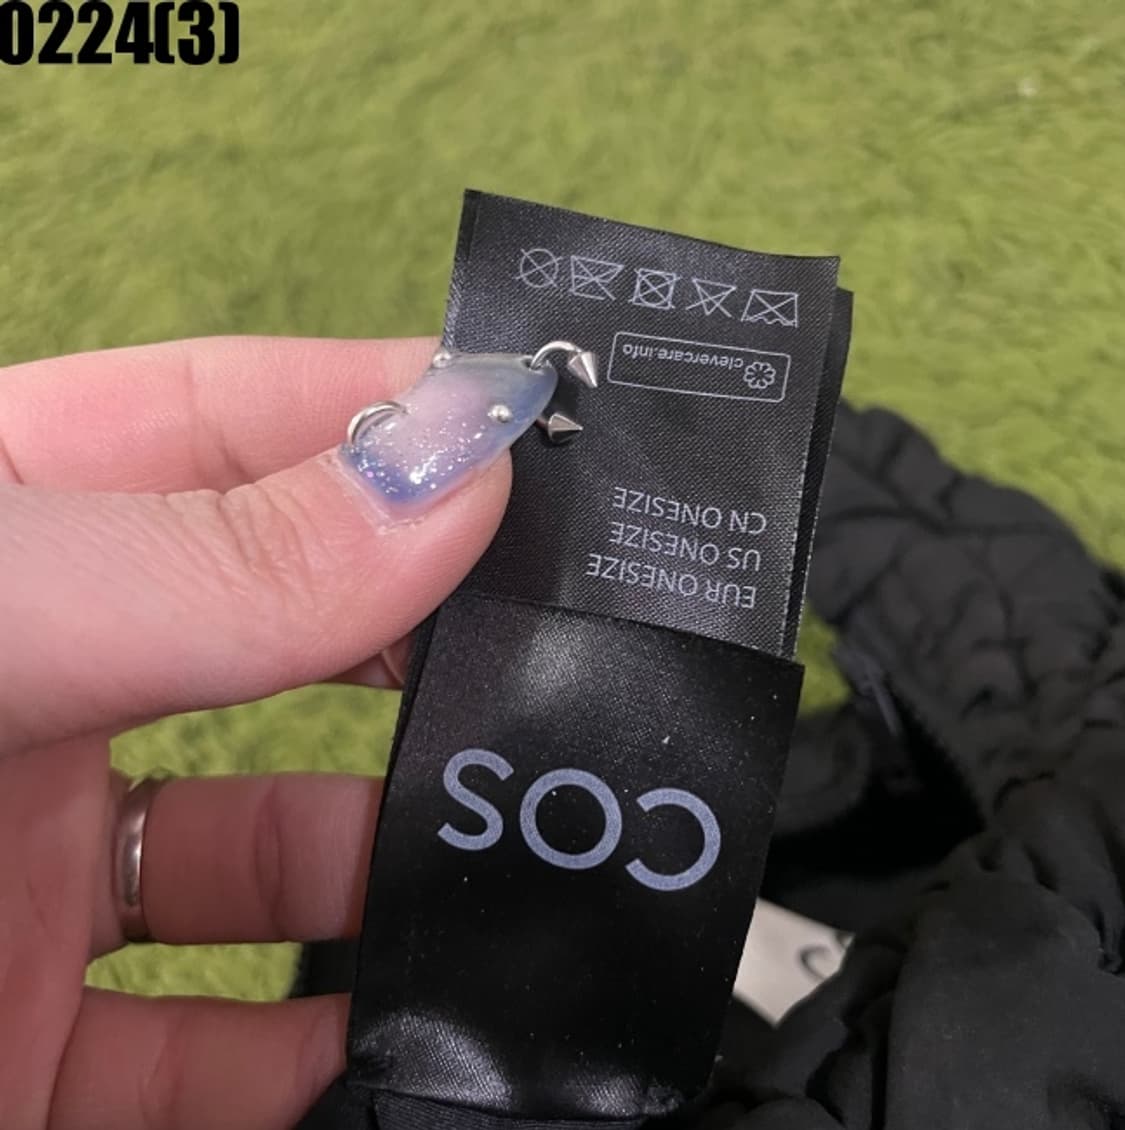 0224(3)
COS
EUR ONESIZE
US ONESIZE
CN ONESIZE
clevercare.info